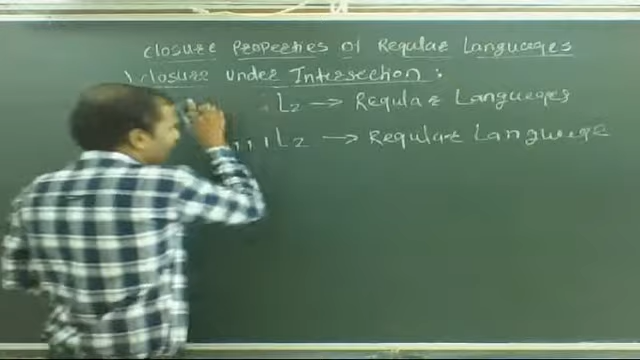 closure Properties of Regular Languages
) closure under Intersection :
L2 → Regular Languages
L2 → Regular Language